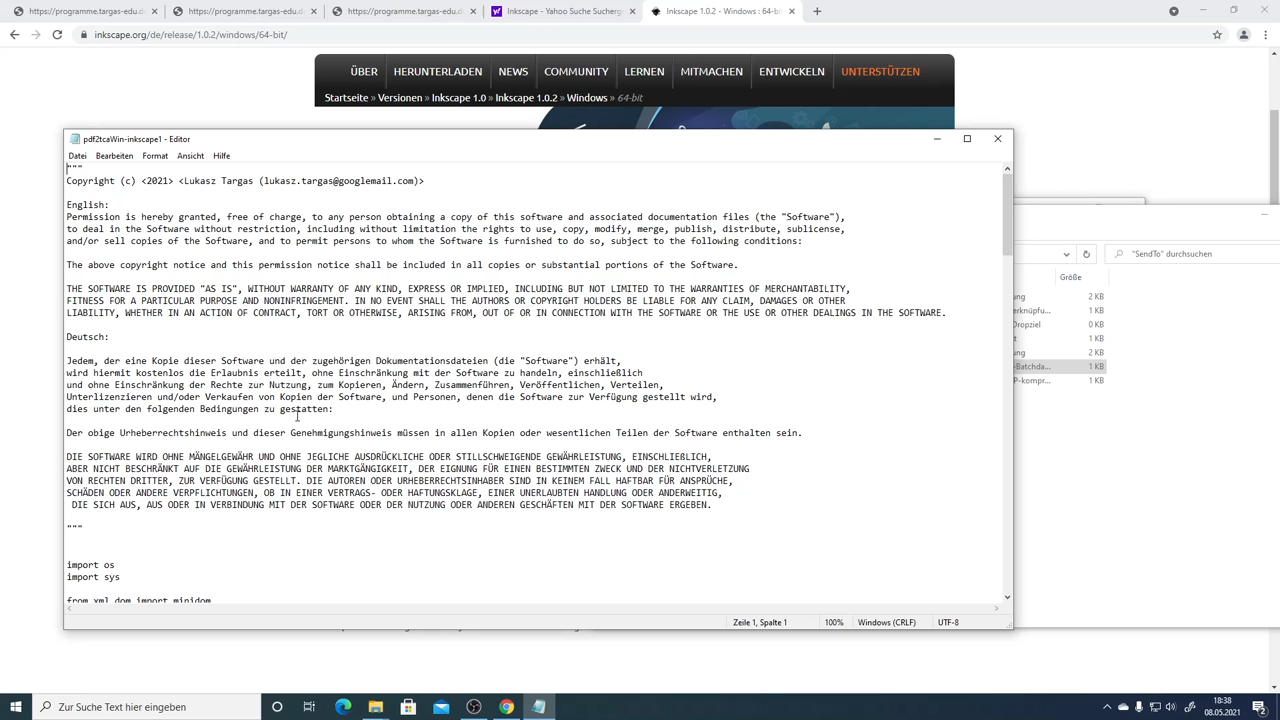 https://programme.targas-edu.d
https://programme.targas-edu.d
https://programme.targas-edu.d
Inkscape - Yahoo Suche Sucherg
Inkscape 1.0.2 - Windows : 64-bit
inkscape.org/de/release/1.0.2/windows/64-bit/
ÜBER HERUNTERLADEN NEWS COMMUNITY LERNEN MITMACHEN ENTWICKELN UNTERSTÜTZEN
Startseite » Versionen » Inkscape 1.0 » Inkscape 1.0.2 » Windows » 64-bit
pdf2tcaWin-inkscape1 - Editor
Datei Bearbeiten Format Ansicht Hilfe
"""
Copyright (c) <2021> <Lukasz Targas (lukasz.targas@googlemail.com)>
English:
Permission is hereby granted, free of charge, to any person obtaining a copy of this software and associated documentation files (the "Software"),
to deal in the Software without restriction, including without limitation the rights to use, copy, modify, merge, publish, distribute, sublicense,
and/or sell copies of the Software, and to permit persons to whom the Software is furnished to do so, subject to the following conditions:
The above copyright notice and this permission notice shall be included in all copies or substantial portions of the Software.
THE SOFTWARE IS PROVIDED "AS IS", WITHOUT WARRANTY OF ANY KIND, EXPRESS OR IMPLIED, INCLUDING BUT NOT LIMITED TO THE WARRANTIES OF MERCHANTABILITY,
FITNESS FOR A PARTICULAR PURPOSE AND NONINFRINGEMENT. IN NO EVENT SHALL THE AUTHORS OR COPYRIGHT HOLDERS BE LIABLE FOR ANY CLAIM, DAMAGES OR OTHER
LIABILITY, WHETHER IN AN ACTION OF CONTRACT, TORT OR OTHERWISE, ARISING FROM, OUT OF OR IN CONNECTION WITH THE SOFTWARE OR THE USE OR OTHER DEALINGS IN THE SOFTWARE.
Deutsch:
Jedem, der eine Kopie dieser Software und der zugehörigen Dokumentationsdateien (die "Software") erhält,
wird hiermit kostenlos die Erlaubnis erteilt, ohne Einschränkung mit der Software zu handeln, einschließlich
und ohne Einschränkung der Rechte zur Nutzung, zum Kopieren, Ändern, Zusammenführen, Veröffentlichen, Verteilen,
Unterlizenzieren und/oder Verkaufen von Kopien der Software, und Personen, denen die Software zur Verfügung gestellt wird,
dies unter den folgenden Bedingungen zu gestatten:
Der obige Urheberrechtshinweis und dieser Genehmigungshinweis müssen in allen Kopien oder wesentlichen Teilen der Software enthalten sein.
DIE SOFTWARE WIRD OHNE MÄNGELGEWÄHR UND OHNE JEGLICHE AUSDRÜCKLICHE ODER STILLSCHWEIGENDE GEWÄHRLEISTUNG, EINSCHLIEßLICH,
ABER NICHT BESCHRÄNKT AUF DIE GEWÄHRLEISTUNG DER MARKTGÄNGIGKEIT, DER EIGNUNG FÜR EINEN BESTIMMTEN ZWECK UND DER NICHTVERLETZUNG
VON RECHTEN DRITTER, ZUR VERFÜGUNG GESTELLT. DIE AUTOREN ODER URHEBERRECHTSINHABER SIND IN KEINEM FALL HAFTBAR FÜR ANSPRÜCHE,
SCHÄDEN ODER ANDERE VERPFLICHTUNGEN, OB IN EINER VERTRAGS- ODER HAFTUNGSKLAGE, EINER UNERLAUBTEN HANDLUNG ODER ANDERWEITIG,
DIE SICH AUS, AUS ODER IN VERBINDUNG MIT DER SOFTWARE ODER DER NUTZUNG ODER ANDEREN GESCHÄFTEN MIT DER SOFTWARE ERGEBEN.
"""
import os
import sys
from xml.dom import minidom
Zeile 1, Spalte 1 100% Windows (CRLF) UTF-8
"SendTo" durchsuchen
Größe
ung 2 KB
erknüpfu... 1 KB
Dropziel 0 KB
t 1 KB
ung 2 KB
-Batchda... 1 KB
P-kompr... 0 KB
Zur Suche Text hier eingeben
18:38
08.05.2021
2